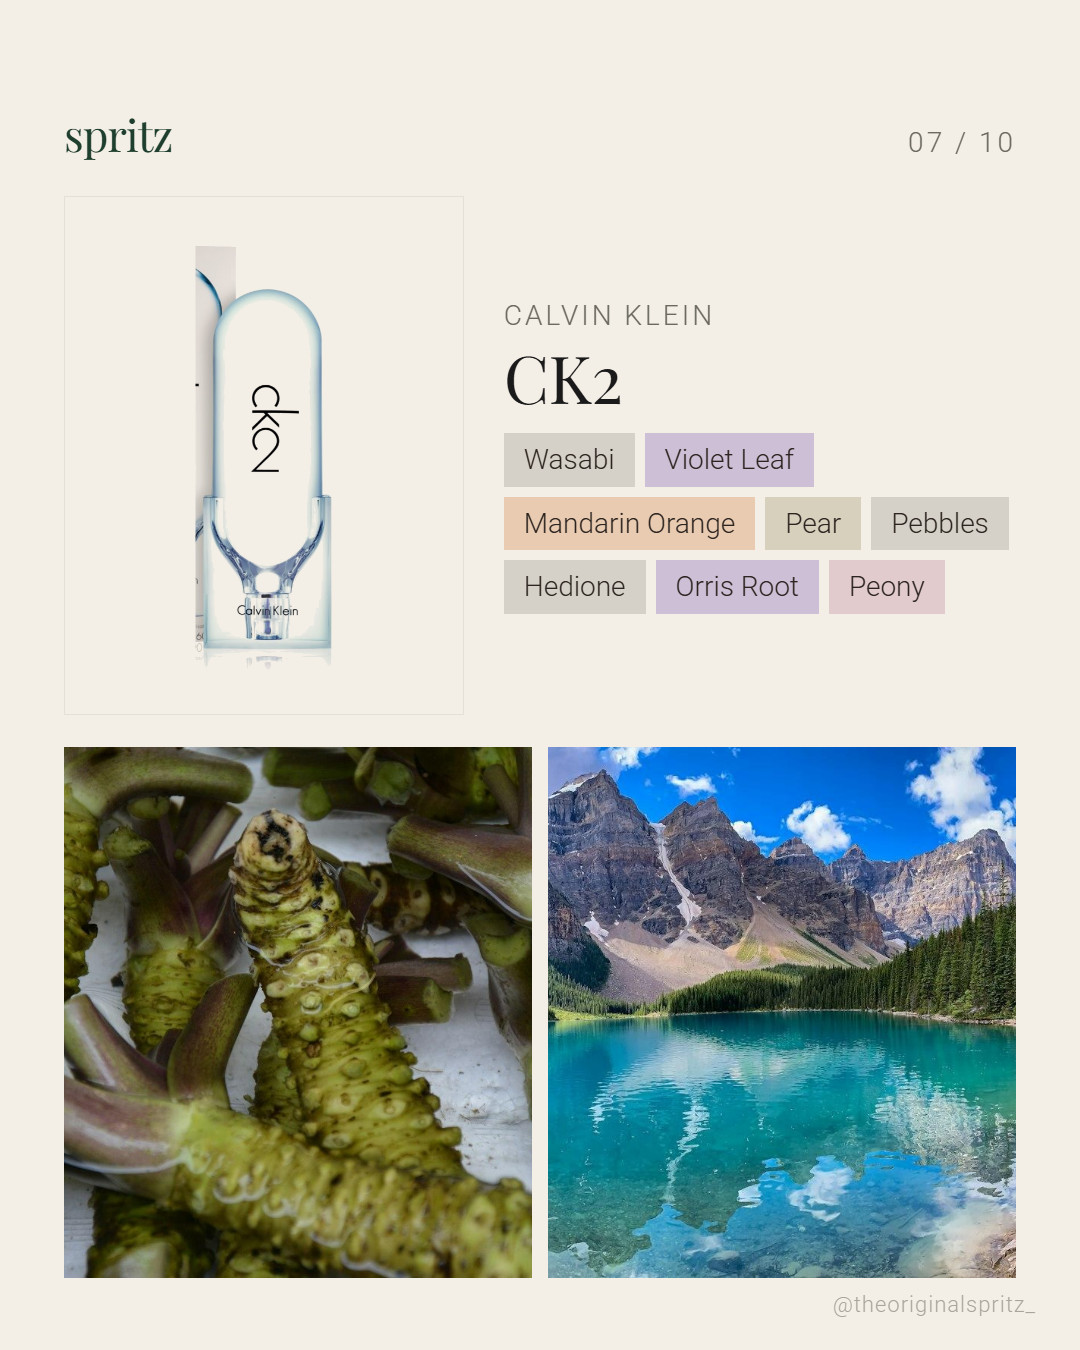 spritz
07 / 10
ck2
Calvin Klein
CALVIN KLEIN
CK2
Wasabi
Violet Leaf
Mandarin Orange
Pear
Pebbles
Hedione
Orris Root
Peony
@theoriginalspritz_